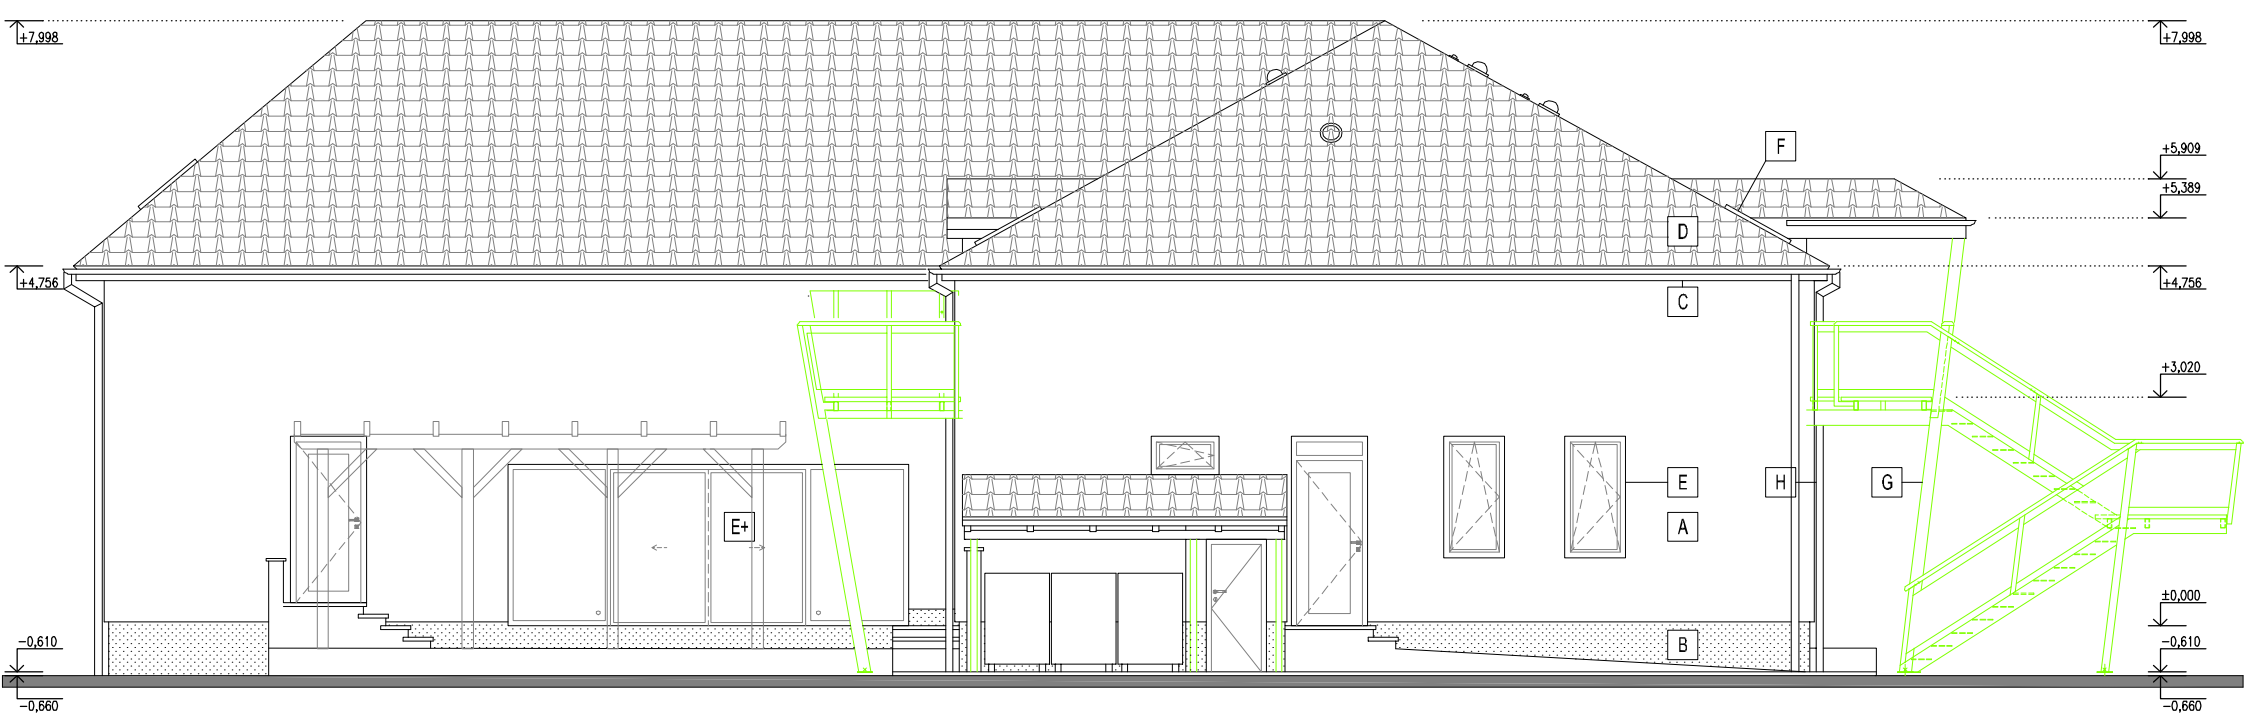 +7,998
+7,998
F
+5,909
+5,389
D
+4,756
+4,756
C
+3,020
E
H
G
E+
A
±0,000
-0,610
B
-0,610
-0,660
-0,660